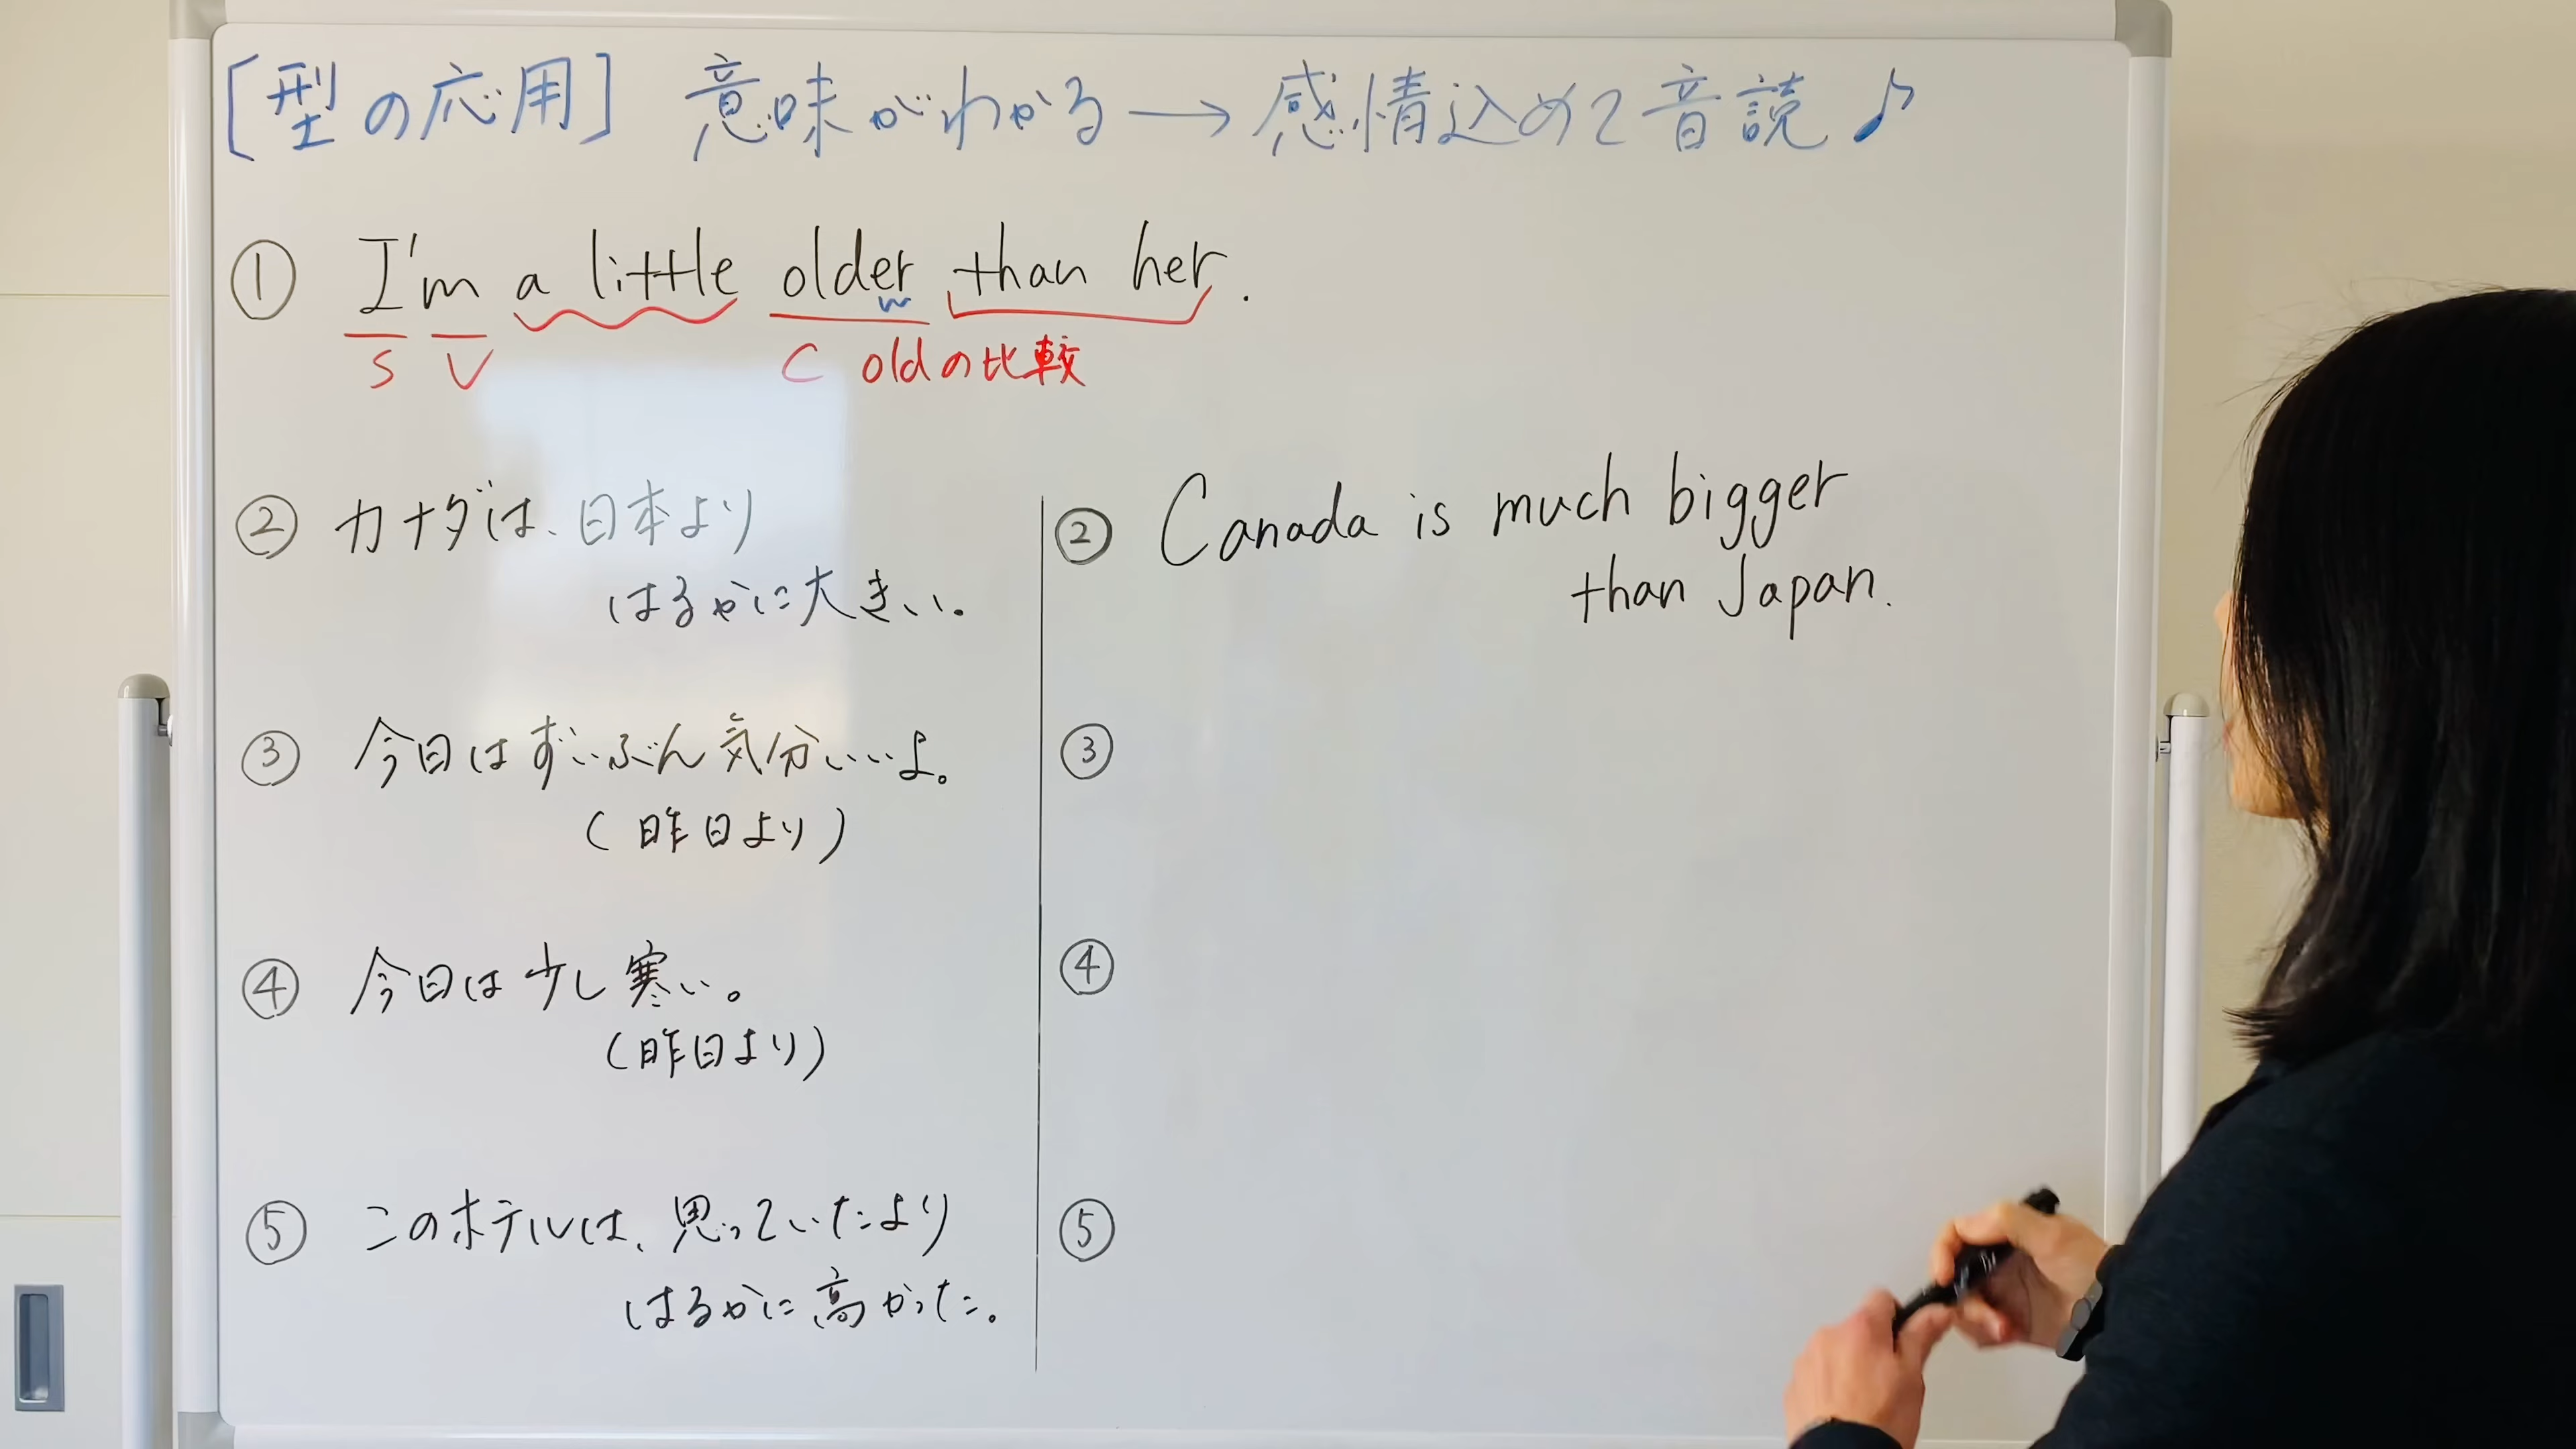 [型の応用] 意味がわかる → 感情込めて音読♪
① I'm a little older than her.
S V C oldの比較
② カナダは、日本より
はるかに大きい。
③ 今日はずいぶん気分いいよ。
(昨日より)
④ 今日は少し寒い。
(昨日より)
⑤ このホテルは、思っていたより
はるかに高かった。
② Canada is much bigger
than Japan.
③
④
⑤